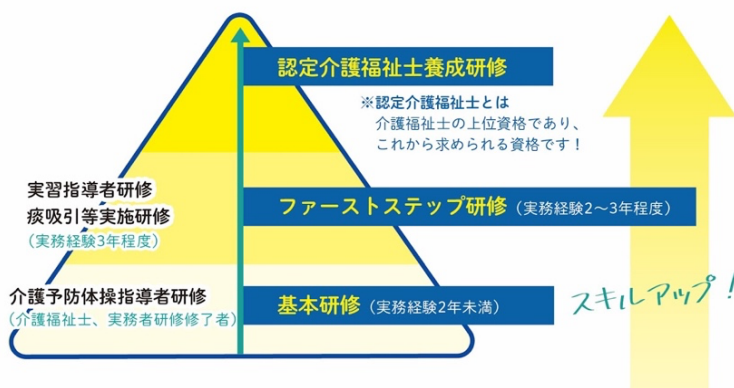 認定介護福祉士養成研修
※認定介護福祉士とは
介護福祉士の上位資格であり、
これから求められる資格です！
実習指導者研修
痰吸引等実施研修
（実務経験3年程度）
ファーストステップ研修（実務経験2～3年程度）
介護予防体操指導者研修
（介護福祉士、実務者研修修了者）
基本研修（実務経験2年未満）
スキルアップ！